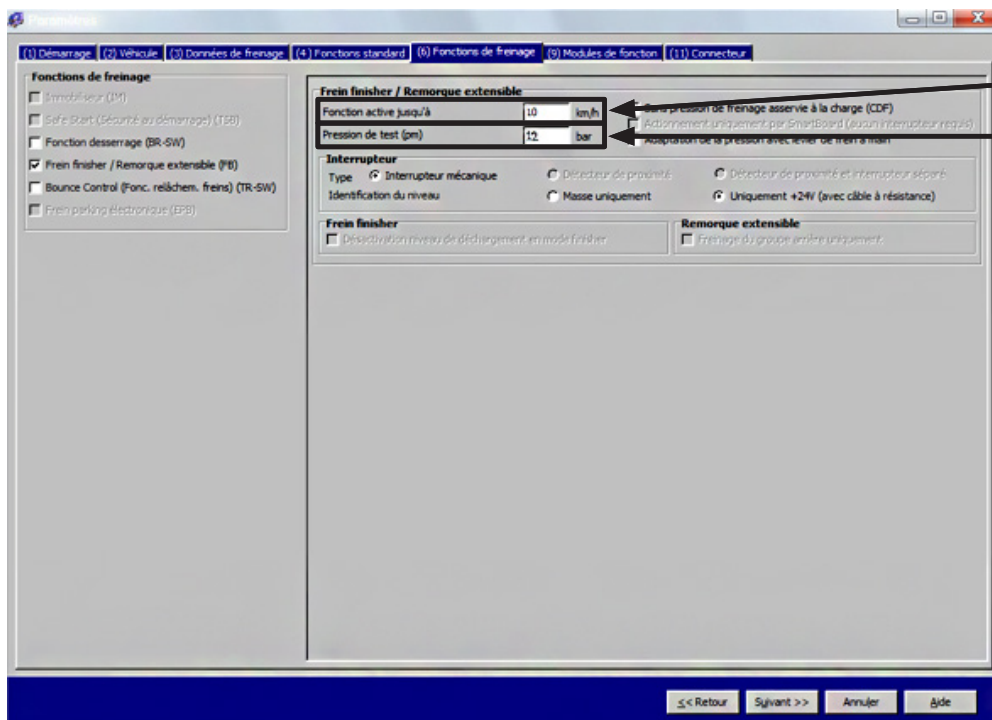 Paramètres
(1) Démarrage (2) Véhicule (3) Données de freinage (4) Fonctions standard (6) Fonctions de freinage (9) Modules de fonction (11) Connecteur
Fonctions de freinage
Immobiliseur (IM)
Safe Start (Sécurité au démarrage) (TSB)
Fonction desserrage (BR-SW)
Frein finisher / Remorque extensible (FB)
Bounce Control (Fonc. relâchem. freins) (TR-SW)
Frein parking électronique (EPB)
Frein finisher / Remorque extensible
Fonction active jusqu'à 10 km/h
Pression de test (pm) 12 bar
Sans pression de freinage asservie à la charge (CDF)
Actionnement uniquement par SmartBoard (aucun interrupteur requis)
Adaptation de la pression avec levier de frein à main
Interrupteur
Type Interrupteur mécanique Détecteur de proximité Détecteur de proximité et interrupteur séparé
Identification du niveau Masse uniquement Uniquement +24V (avec câble à résistance)
Frein finisher
Désactivation niveau de déchargement en mode finisher
Remorque extensible
Freinage du groupe arrière uniquement
<< Retour Suivant >> Annuler Aide